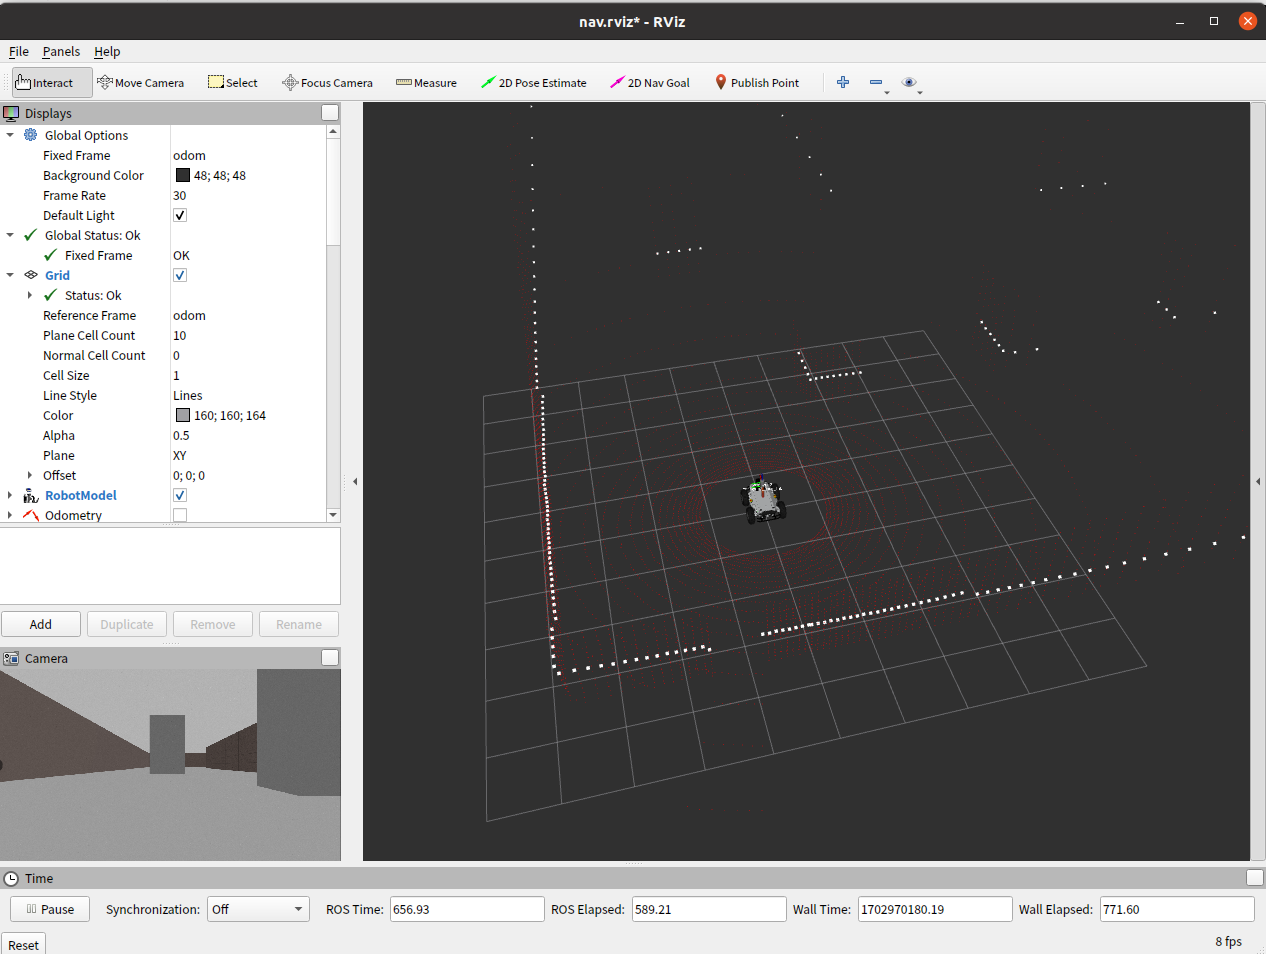 nav.rviz* - RViz
File Panels Help
Interact Move Camera Select Focus Camera Measure 2D Pose Estimate 2D Nav Goal Publish Point
Displays
Global Options
Fixed Frame odom
Background Color 48; 48; 48
Frame Rate 30
Default Light
Global Status: Ok
Fixed Frame OK
Grid
Status: Ok
Reference Frame odom
Plane Cell Count 10
Normal Cell Count 0
Cell Size 1
Line Style Lines
Color 160; 160; 164
Alpha 0.5
Plane XY
Offset 0; 0; 0
RobotModel
Odometry
Add Duplicate Remove Rename
Camera
Time
Pause Synchronization: Off ROS Time: 656.93 ROS Elapsed: 589.21 Wall Time: 1702970180.19 Wall Elapsed: 771.60
Reset 8 fps